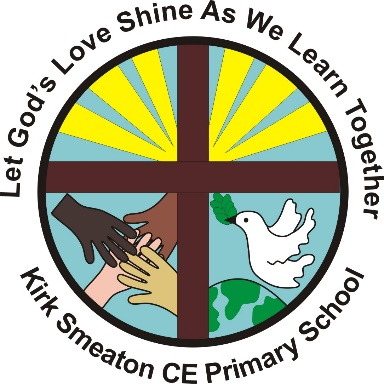 Let God's Love Shine As We Learn Together
Kirk Smeaton CE Primary School